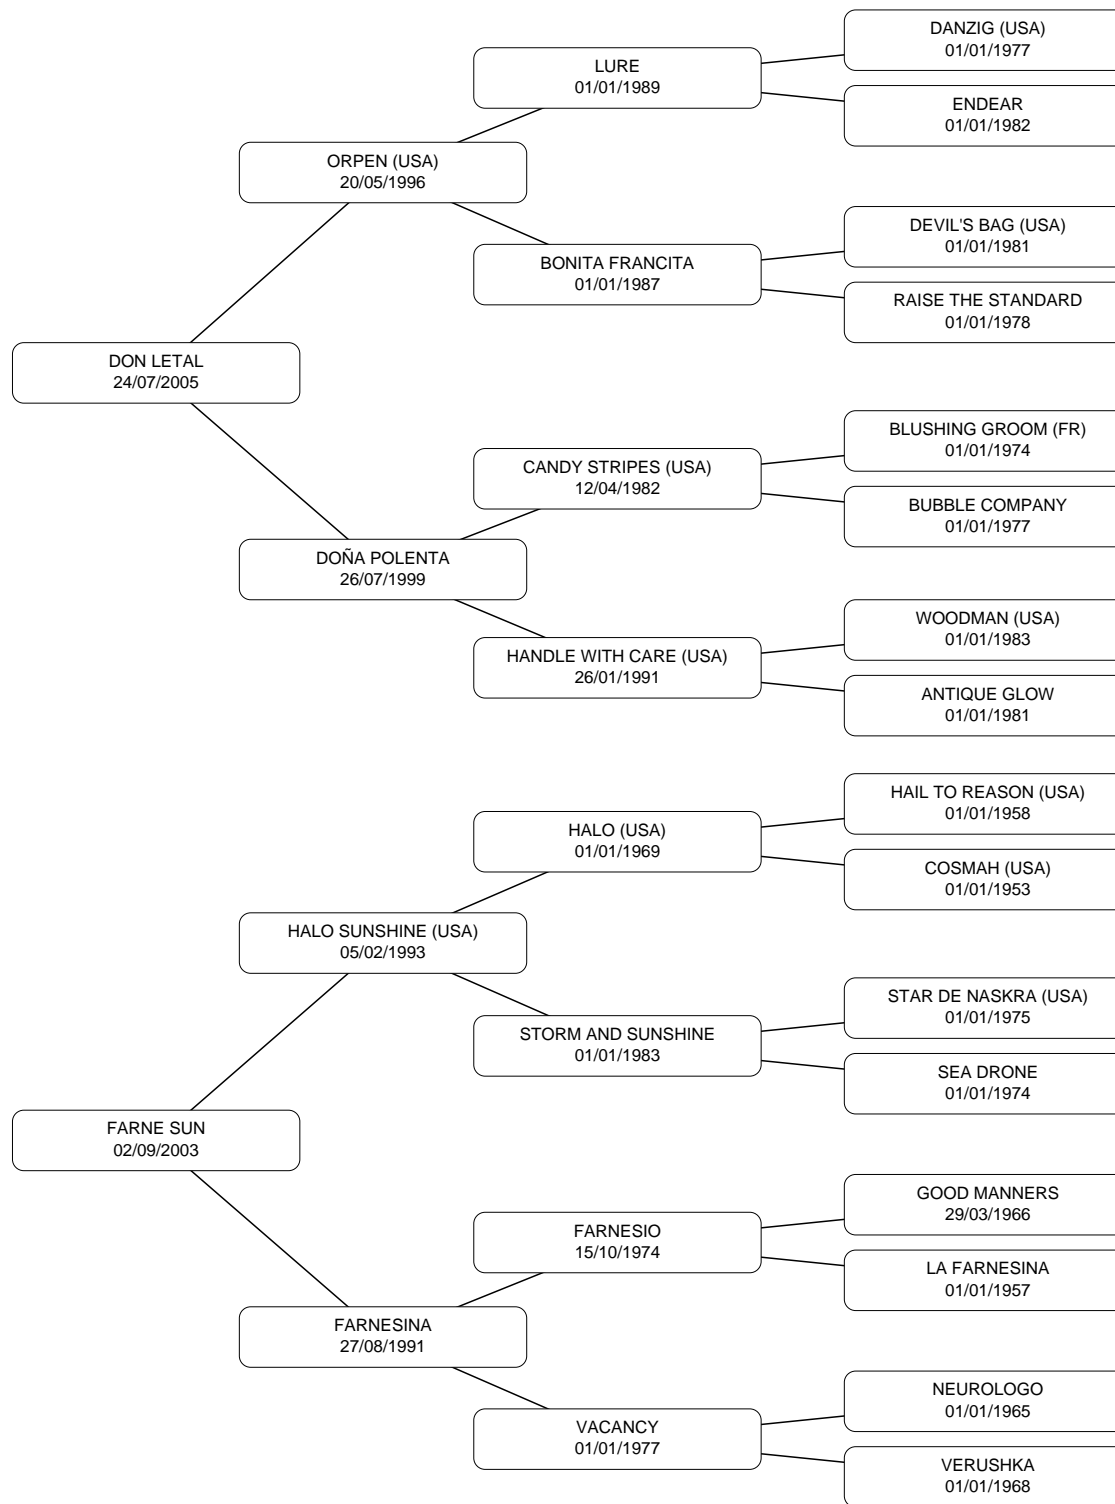 DANZIG (USA)
01/01/1977
LURE
01/01/1989
ENDEAR
01/01/1982
ORPEN (USA)
20/05/1996
DEVIL'S BAG (USA)
01/01/1981
BONITA FRANCITA
01/01/1987
RAISE THE STANDARD
01/01/1978
DON LETAL
24/07/2005
BLUSHING GROOM (FR)
01/01/1974
CANDY STRIPES (USA)
12/04/1982
BUBBLE COMPANY
01/01/1977
DOÑA POLENTA
26/07/1999
WOODMAN (USA)
01/01/1983
HANDLE WITH CARE (USA)
26/01/1991
ANTIQUE GLOW
01/01/1981
HAIL TO REASON (USA)
01/01/1958
HALO (USA)
01/01/1969
COSMAH (USA)
01/01/1953
HALO SUNSHINE (USA)
05/02/1993
STAR DE NASKRA (USA)
01/01/1975
STORM AND SUNSHINE
01/01/1983
SEA DRONE
01/01/1974
FARNE SUN
02/09/2003
GOOD MANNERS
29/03/1966
FARNESIO
15/10/1974
LA FARNESINA
01/01/1957
FARNESINA
27/08/1991
NEUROLOGO
01/01/1965
VACANCY
01/01/1977
VERUSHKA
01/01/1968